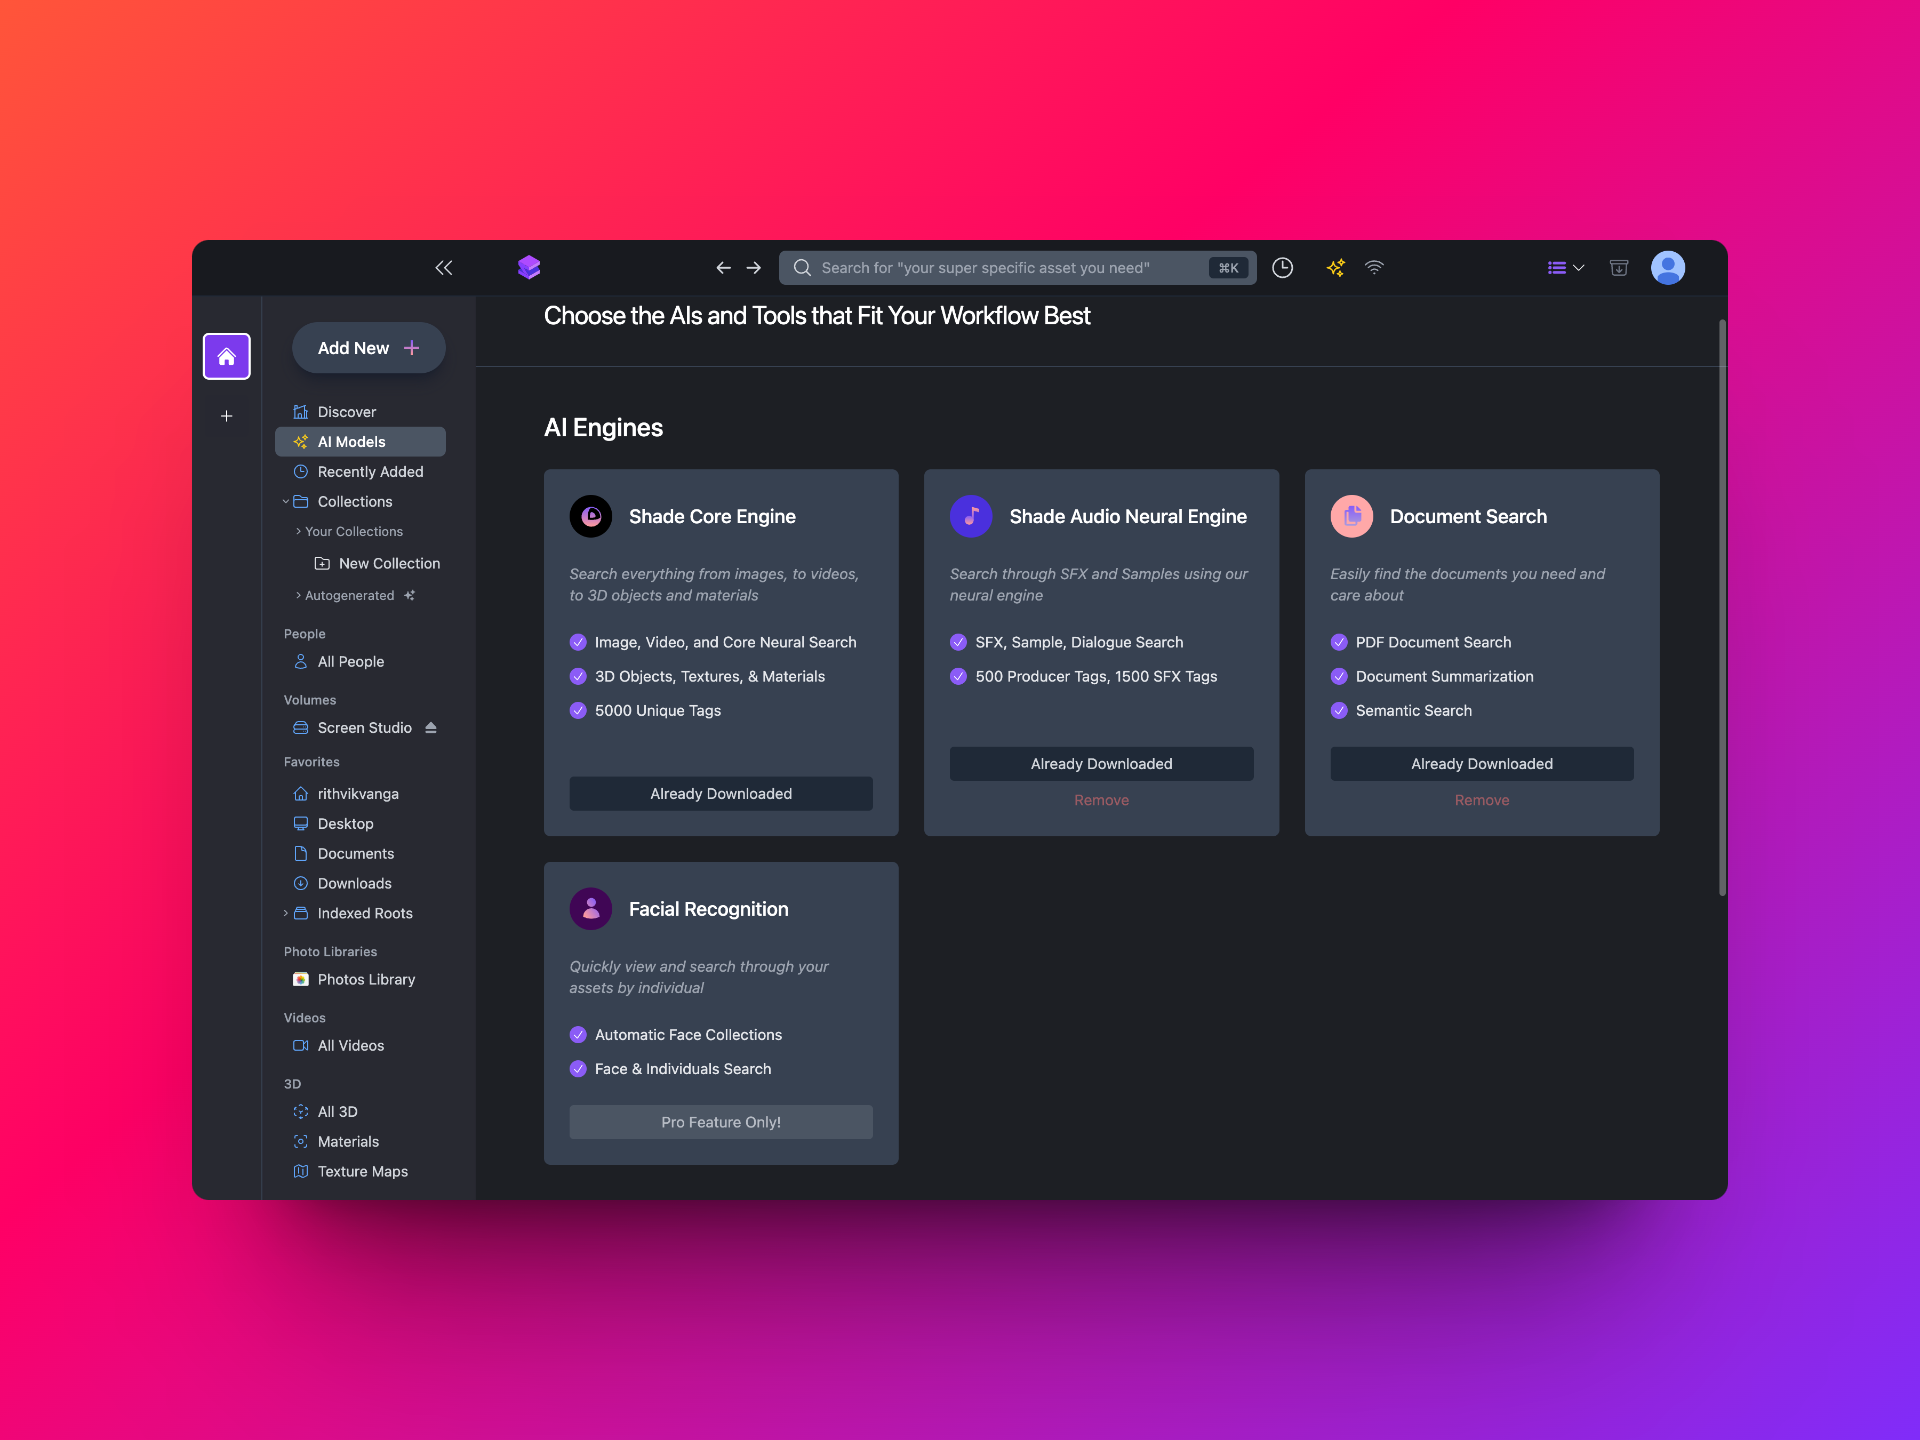 Search for "your super specific asset you need"
⌘K
Choose the AIs and Tools that Fit Your Workflow Best
Add New
Discover
AI Models
Recently Added
Collections
Your Collections
New Collection
Autogenerated
People
All People
Volumes
Screen Studio
Favorites
rithvikvanga
Desktop
Documents
Downloads
Indexed Roots
Photo Libraries
Photos Library
Videos
All Videos
3D
All 3D
Materials
Texture Maps
AI Engines
Shade Core Engine
Search everything from images, to videos,
to 3D objects and materials
Image, Video, and Core Neural Search
3D Objects, Textures, & Materials
5000 Unique Tags
Already Downloaded
Shade Audio Neural Engine
Search through SFX and Samples using our
neural engine
SFX, Sample, Dialogue Search
500 Producer Tags, 1500 SFX Tags
Already Downloaded
Remove
Document Search
Easily find the documents you need and
care about
PDF Document Search
Document Summarization
Semantic Search
Already Downloaded
Remove
Facial Recognition
Quickly view and search through your
assets by individual
Automatic Face Collections
Face & Individuals Search
Pro Feature Only!